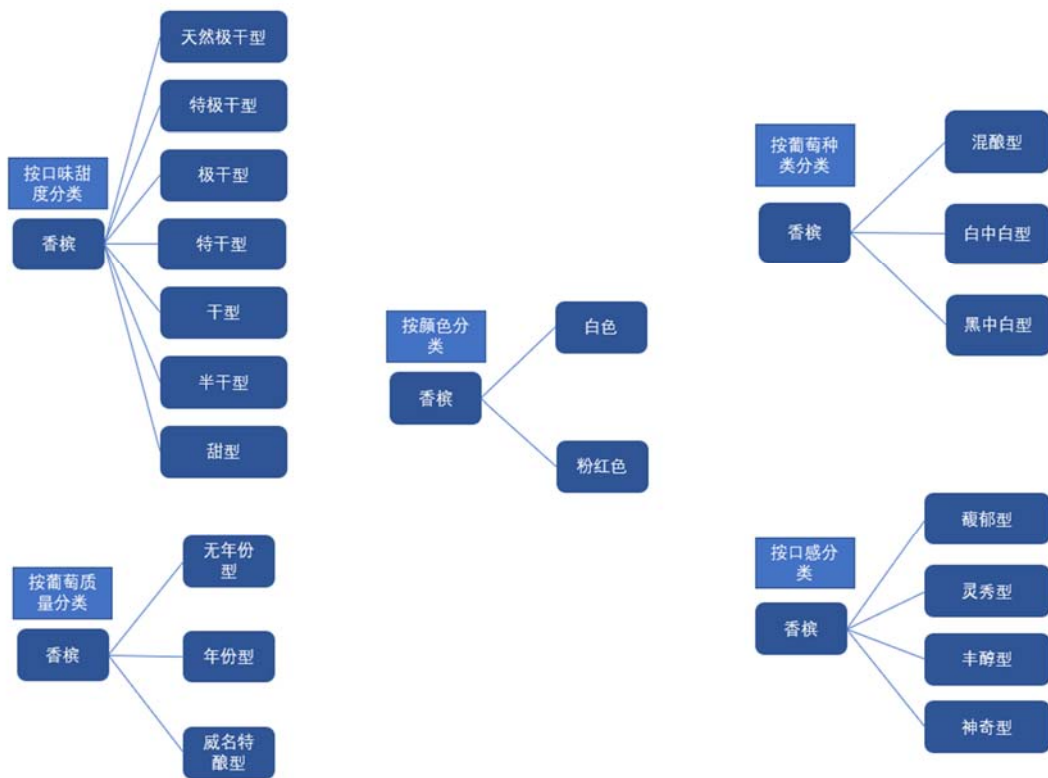 按口味甜
度分类
香槟
天然极干型
特极干型
极干型
特干型
干型
半干型
甜型
按颜色分
类
香槟
白色
粉红色
按葡萄种
类分类
香槟
混酿型
白中白型
黑中白型
按葡萄质
量分类
香槟
无年份
型
年份型
威名特
酿型
按口感分
类
香槟
馥郁型
灵秀型
丰醇型
神奇型